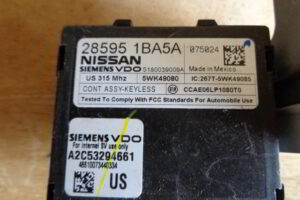 28595 1BA5A 075024
NISSAN
SIEMENS VDO 5180039009A Made in Mexico
US 315 Mhz 5WK49080 IC:267T-5WK49085
CONT ASSY-KEYLESS CCAE06LP1080T0
Tested To Comply With FCC Standards For Automobile Use
SIEMENS VDO
For internal SV use only
A2C53294661
46610073440334
US